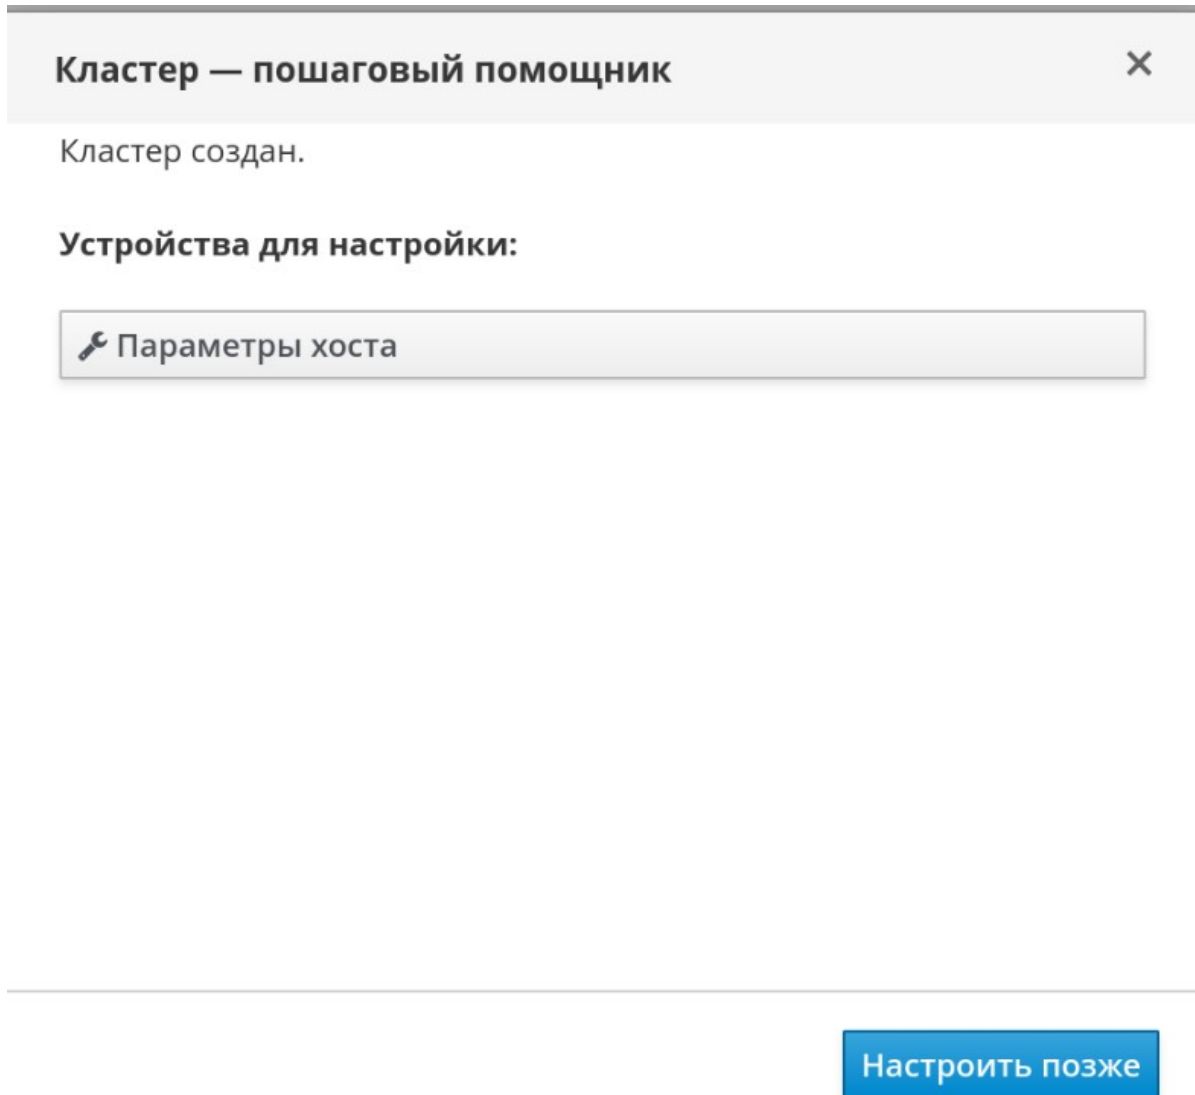 Кластер — пошаговый помощник
Кластер создан.
Устройства для настройки:
Параметры хоста
Настроить позже